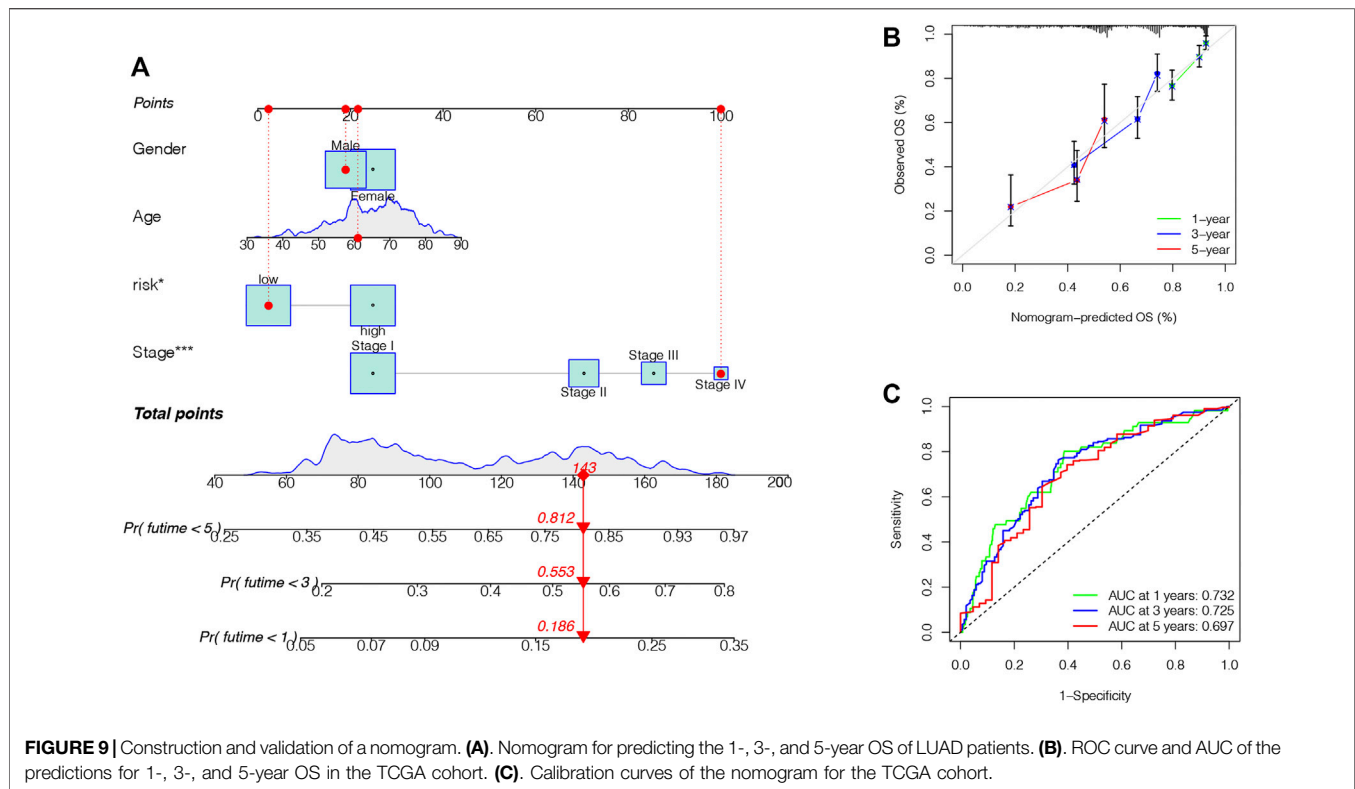 A
Points
0 20 40 60 80 100
Gender
Male
Female
Age
30 40 50 60 70 80 90
risk*
low
high
Stage***
Stage I
Stage II
Stage III
Stage IV
Total points
143
40 60 80 100 120 140 160 180 200
0.812
Pr( futime < 5 )
0.25 0.35 0.45 0.55 0.65 0.75 0.85 0.93 0.97
0.553
Pr( futime < 3 )
0.2 0.3 0.4 0.5 0.6 0.7 0.8
0.186
Pr( futime < 1 )
0.05 0.07 0.09 0.15 0.25 0.35
B
Observed OS (%)
1.0
0.8
0.6
0.4
0.2
0.0
1−year
3−year
5−year
0.0 0.2 0.4 0.6 0.8 1.0
Nomogram−predicted OS (%)
C
Sensitivity
1.0
0.8
0.6
0.4
0.2
0.0
AUC at 1 years: 0.732
AUC at 3 years: 0.725
AUC at 5 years: 0.697
0.0 0.2 0.4 0.6 0.8 1.0
1−Specificity
FIGURE 9 | Construction and validation of a nomogram. (A). Nomogram for predicting the 1-, 3-, and 5-year OS of LUAD patients. (B). ROC curve and AUC of the
predictions for 1-, 3-, and 5-year OS in the TCGA cohort. (C). Calibration curves of the nomogram for the TCGA cohort.